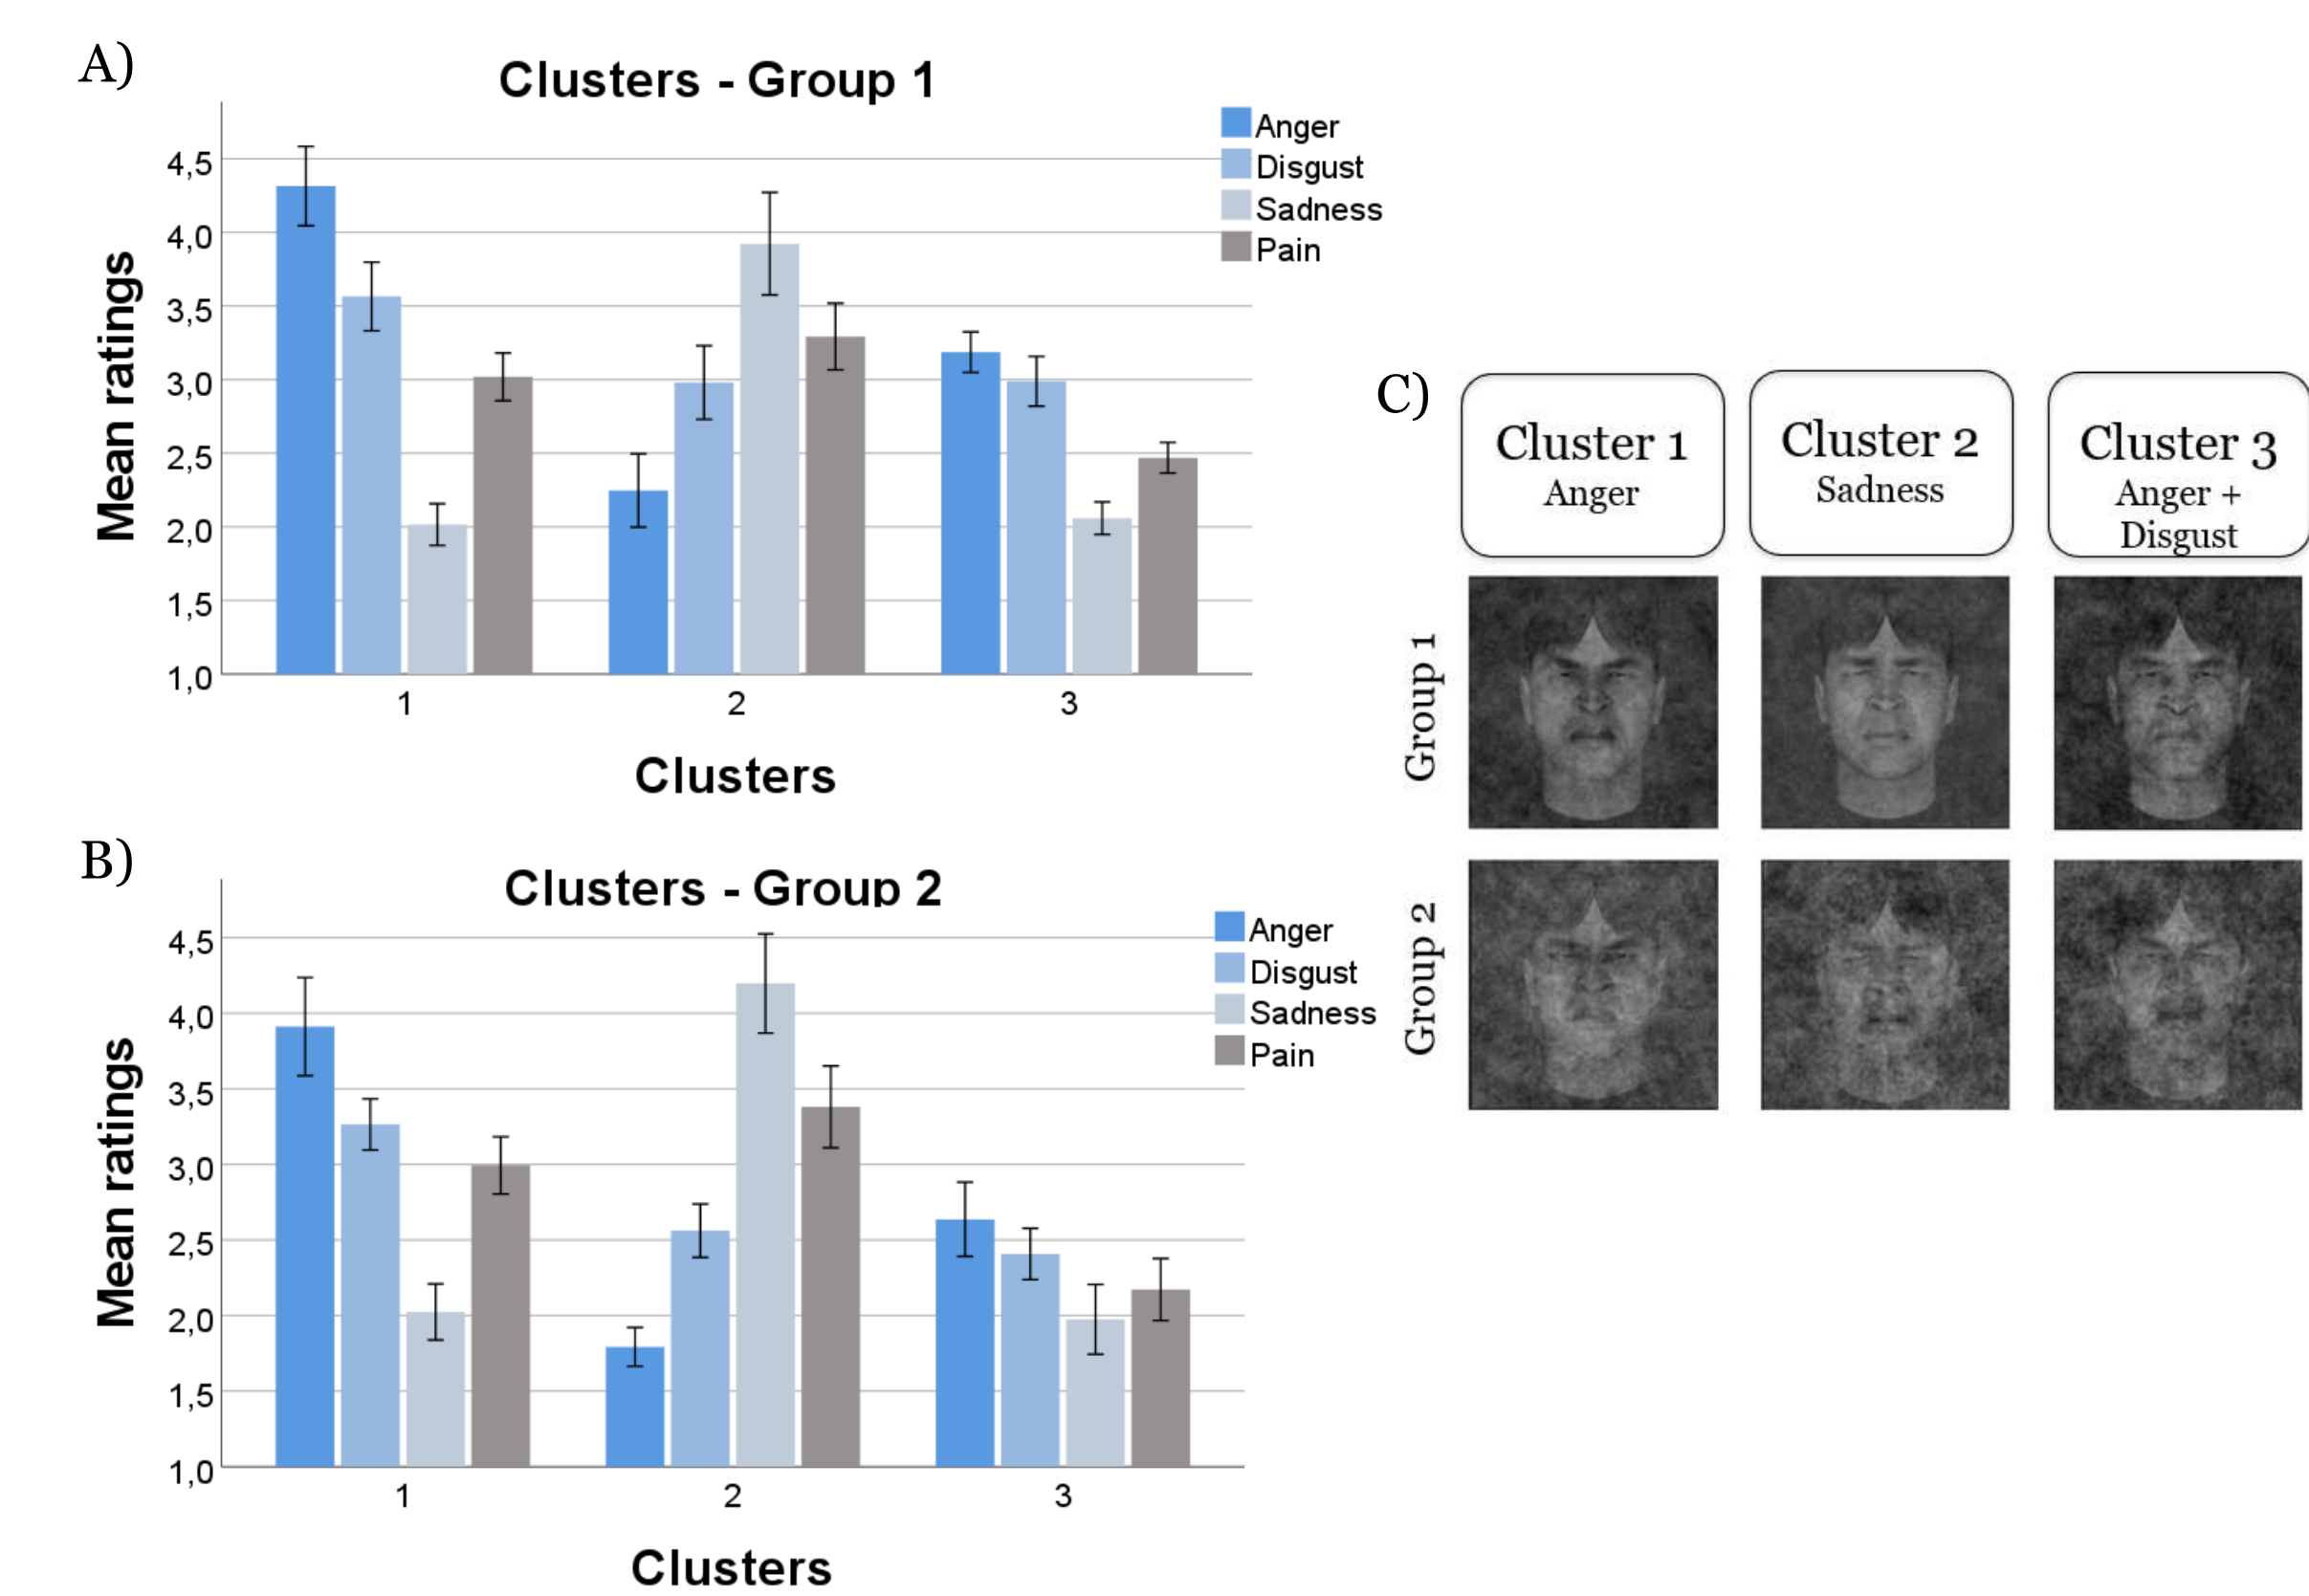 A)
Clusters - Group 1
Anger
Disgust
Sadness
Pain
Mean ratings
4,5
4,0
3,5
3,0
2,5
2,0
1,5
1,0
1 2 3
Clusters
B)
Clusters - Group 2
Anger
Disgust
Sadness
Pain
Mean ratings
4,5
4,0
3,5
3,0
2,5
2,0
1,5
1,0
1 2 3
Clusters
C)
Cluster 1
Anger
Cluster 2
Sadness
Cluster 3
Anger +
Disgust
Group 1
Group 2